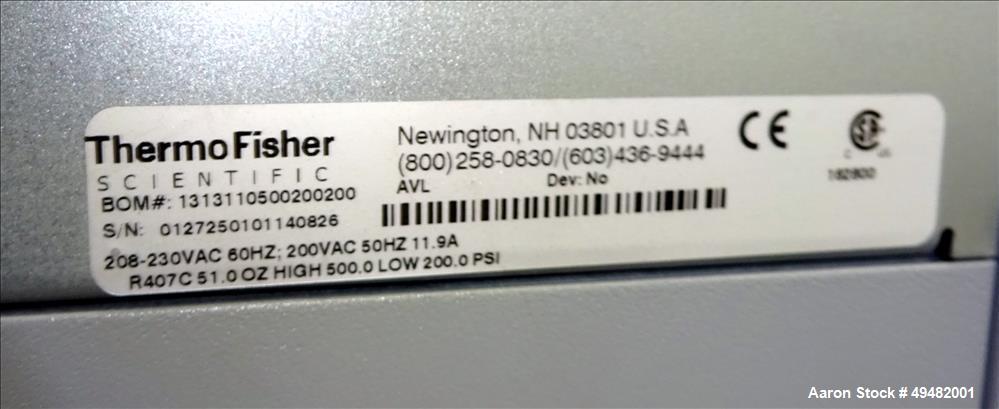 ThermoFisher
SCIENTIFIC
BOM#: 1313110500200200
S/N: 0127250101140826
208-230VAC 60HZ; 200VAC 50HZ 11.9A
R407C 51.0 OZ HIGH 500.0 LOW 200.0 PSI
Newington, NH 03801 U.S.A
(800)258-0830/(603)436-9444
AVL Dev: No
CE
C US
Aaron Stock # 49482001